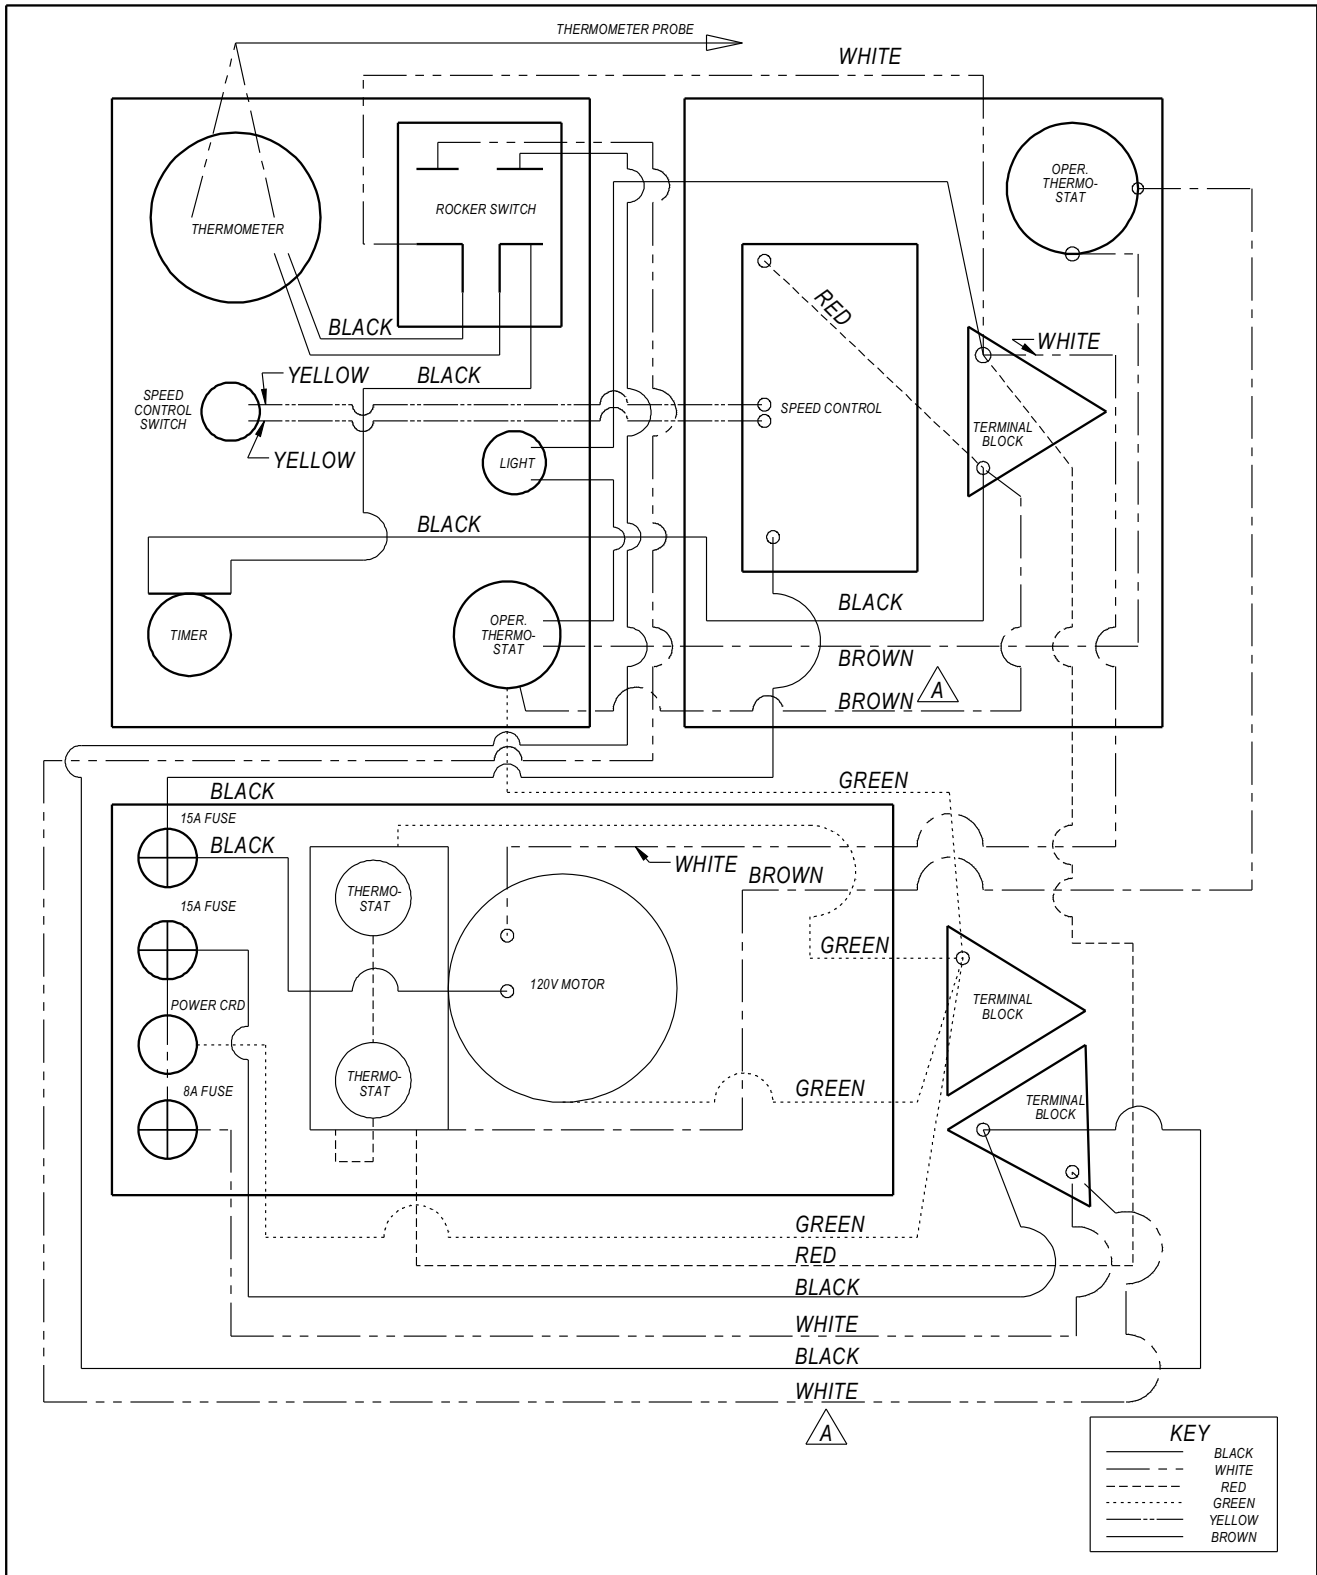 THERMOMETER PROBE
WHITE
OPER.
THERMO-
STAT
ROCKER SWITCH
THERMOMETER
RED
BLACK
WHITE
YELLOW
BLACK
SPEED
CONTROL
SWITCH
SPEED CONTROL
TERMINAL
BLOCK
YELLOW
LIGHT
BLACK
BLACK
TIMER
OPER.
THERMO-
STAT
BROWN
A
BROWN
GREEN
BLACK
15A FUSE
BLACK
WHITE
BROWN
THERMO-
STAT
15A FUSE
GREEN
120V MOTOR
POWER CRD
TERMINAL
BLOCK
THERMO-
STAT
8A FUSE
GREEN
TERMINAL
BLOCK
GREEN
RED
BLACK
WHITE
BLACK
WHITE
A
KEY
BLACK
WHITE
RED
GREEN
YELLOW
BROWN